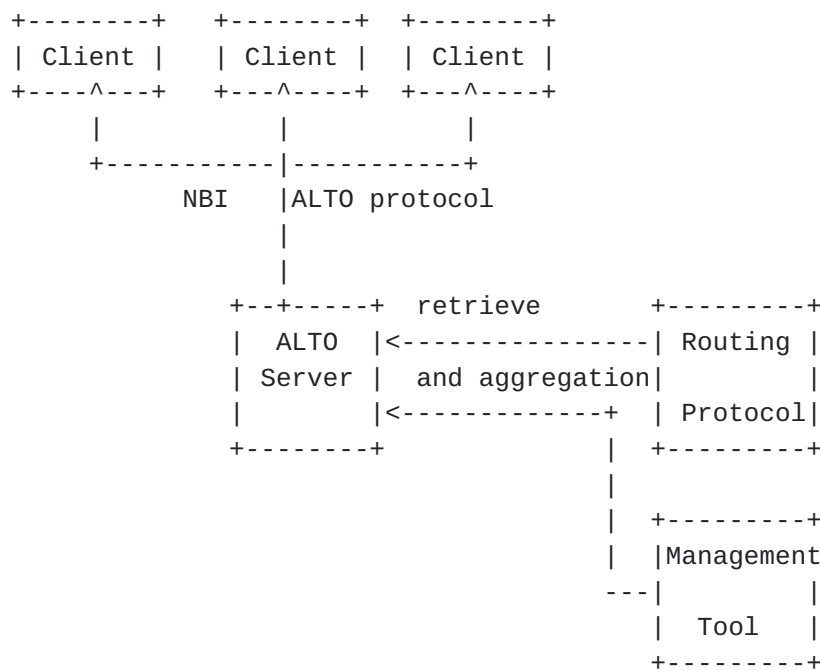 Client Client Client
NBI ALTO protocol
retrieve
ALTO Routing
Server and aggregation
Protocol
Management
Tool